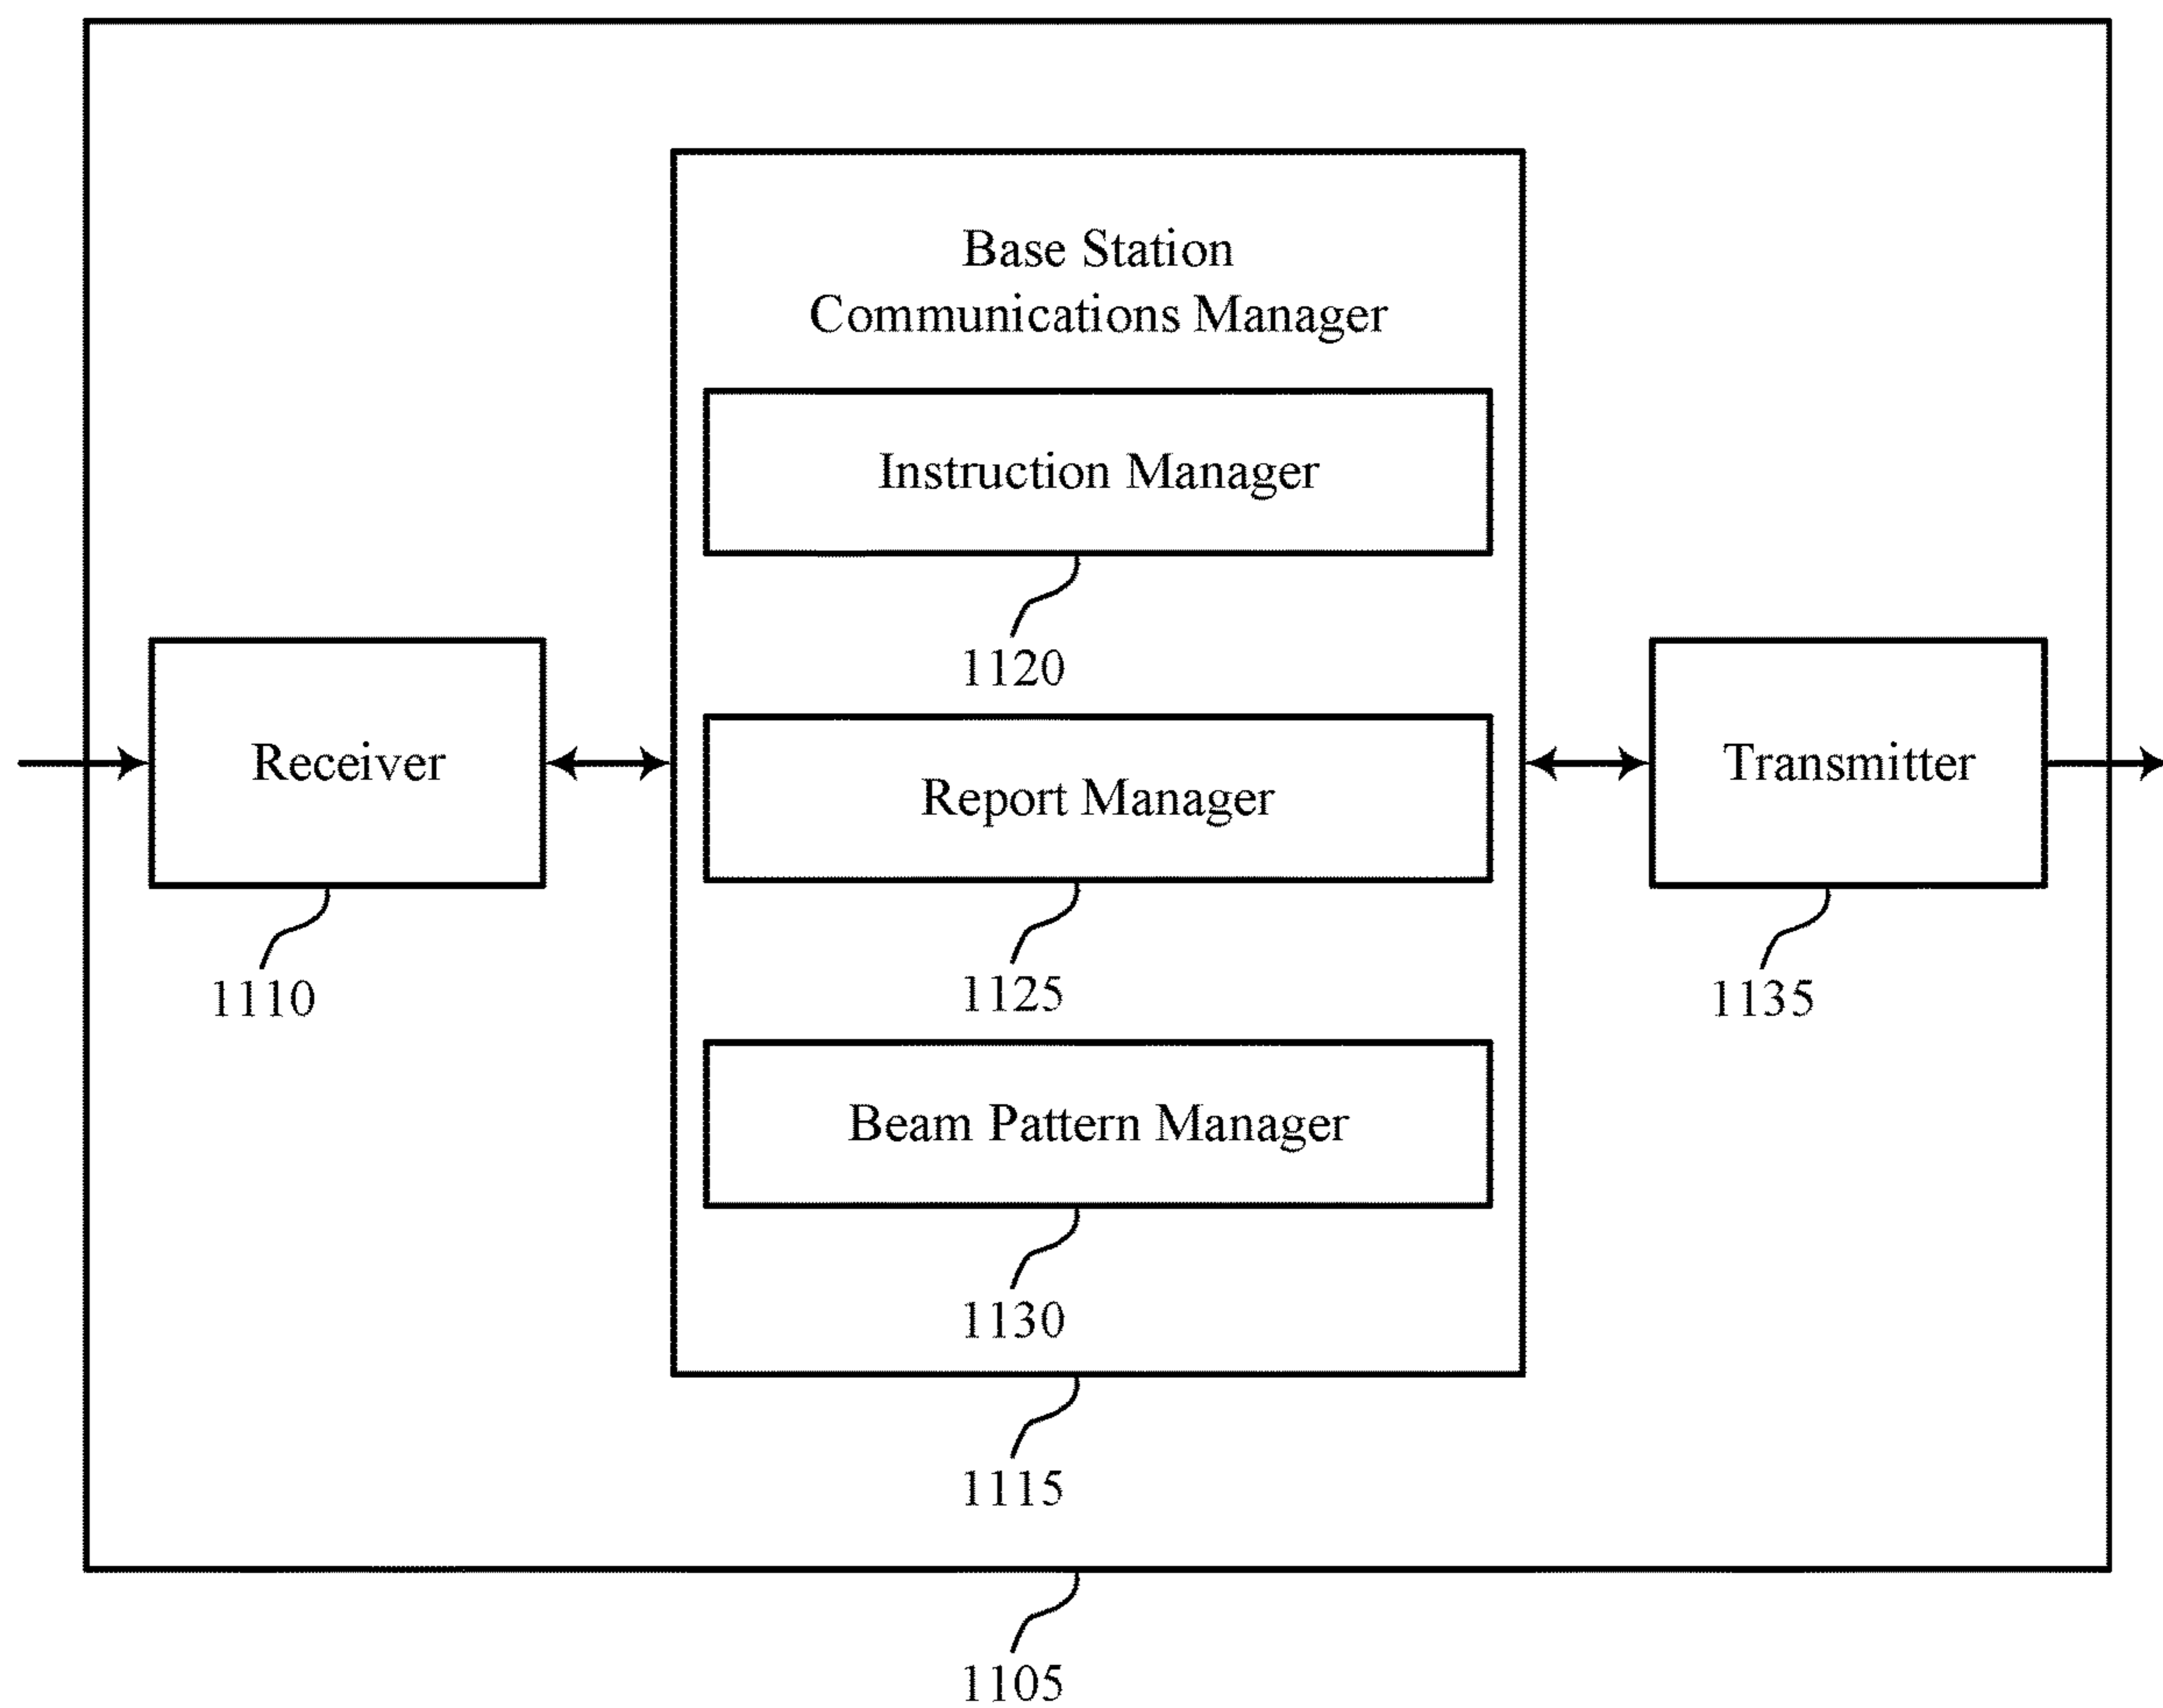 Base Station
Communications Manager
Instruction Manager
1120
Receiver
1110
Report Manager
1125
Transmitter
1135
Beam Pattern Manager
1130
1115
1105